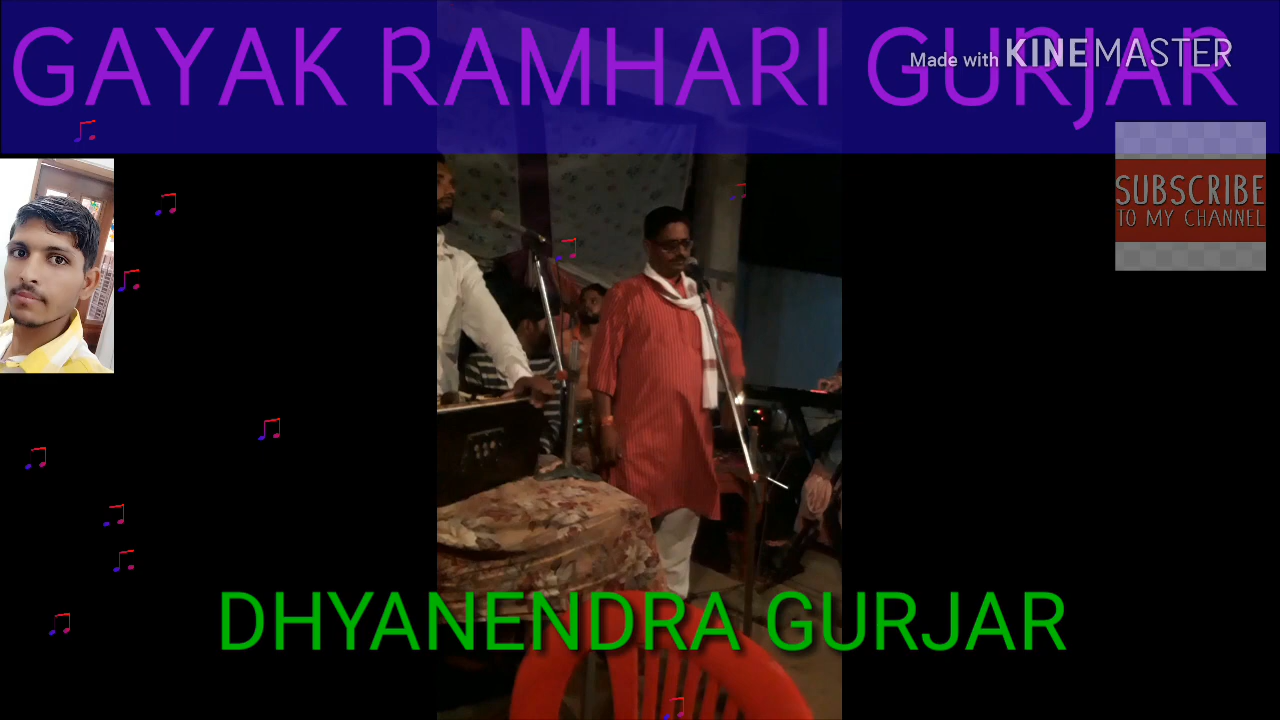 GAYAK RAMHARI GURJAR
Made with KINEMASTER
SUBSCRIBE
TO MY CHANNEL
DHYANENDRA GURJAR